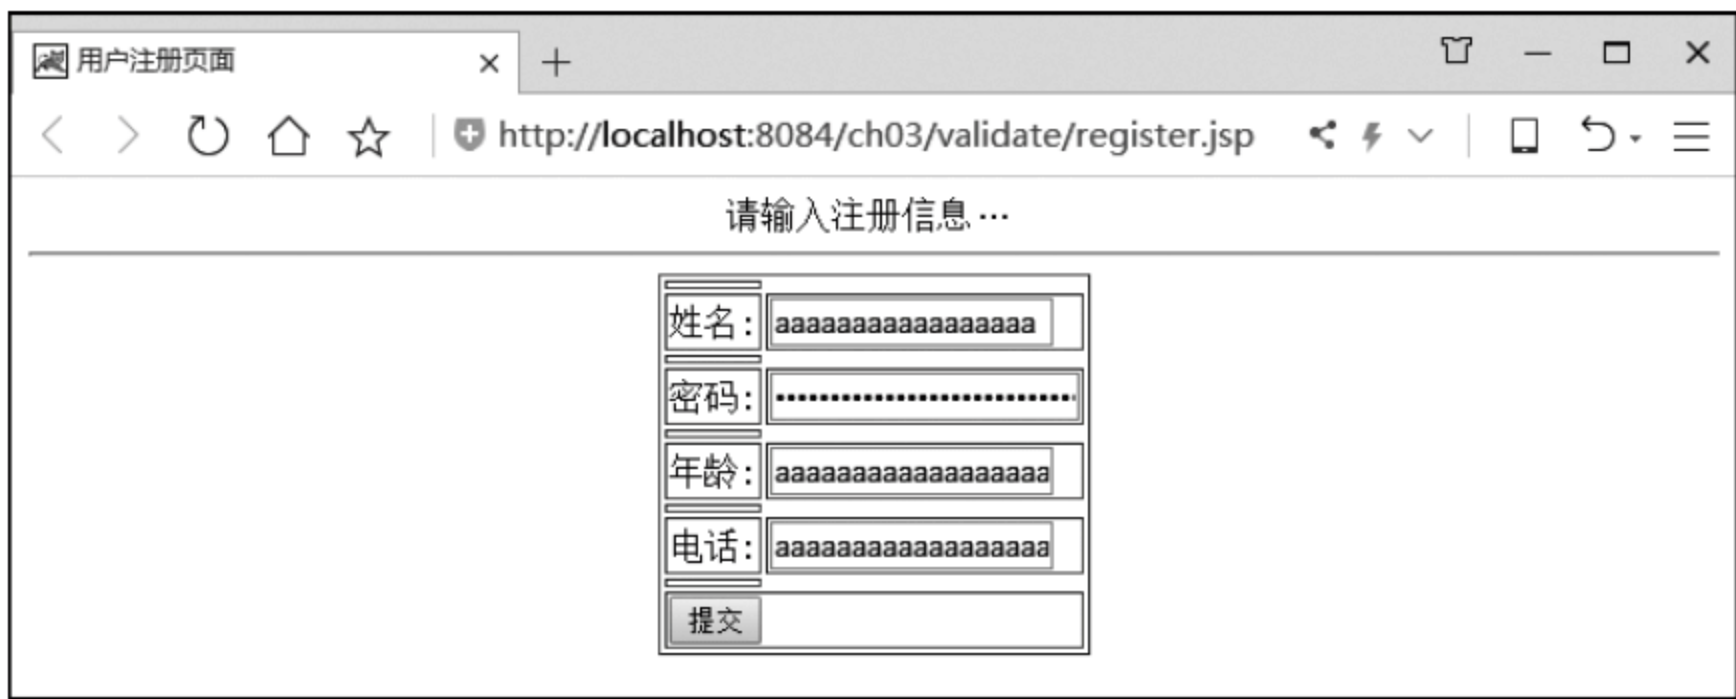 用户注册页面
http://localhost:8084/ch03/validate/register.jsp
请输入注册信息…
姓名: aaaaaaaaaaaaaaaaa
密码: ••••••••••••••••••••••••••••
年龄: aaaaaaaaaaaaaaaaaa
电话: aaaaaaaaaaaaaaaaaa
提交